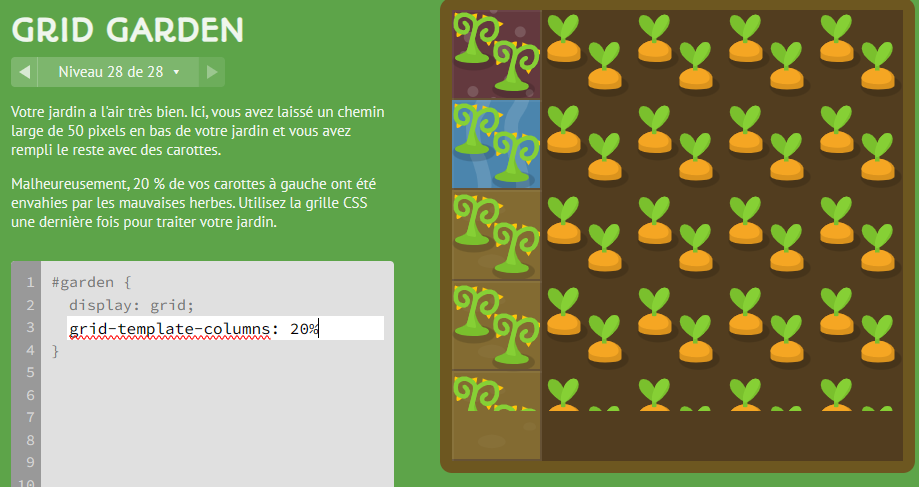 GRID GARDEN
Niveau 28 de 28
Votre jardin a l'air très bien. Ici, vous avez laissé un chemin
large de 50 pixels en bas de votre jardin et vous avez
rempli le reste avec des carottes.
Malheureusement, 20 % de vos carottes à gauche ont été
envahies par les mauvaises herbes. Utilisez la grille CSS
une dernière fois pour traiter votre jardin.
1 #garden {
2 display: grid;
3 grid-template-columns: 20%
4 }
5
6
7
8
9
10